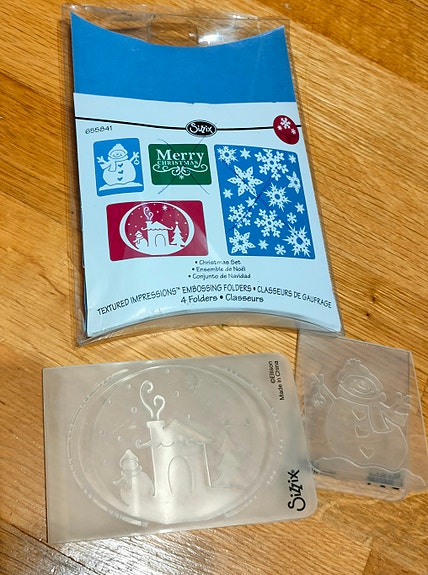 655841
Sizzix
Merry
CHRISTMAS
• Christmas Set
• Ensemble de Noël
• Conjunto de Navidad
TEXTURED IMPRESSIONS™ EMBOSSING FOLDERS • CLASSEURS DE GAUFRAGE
4 Folders • Classeurs
©Ellison
Made in China
Sizzix